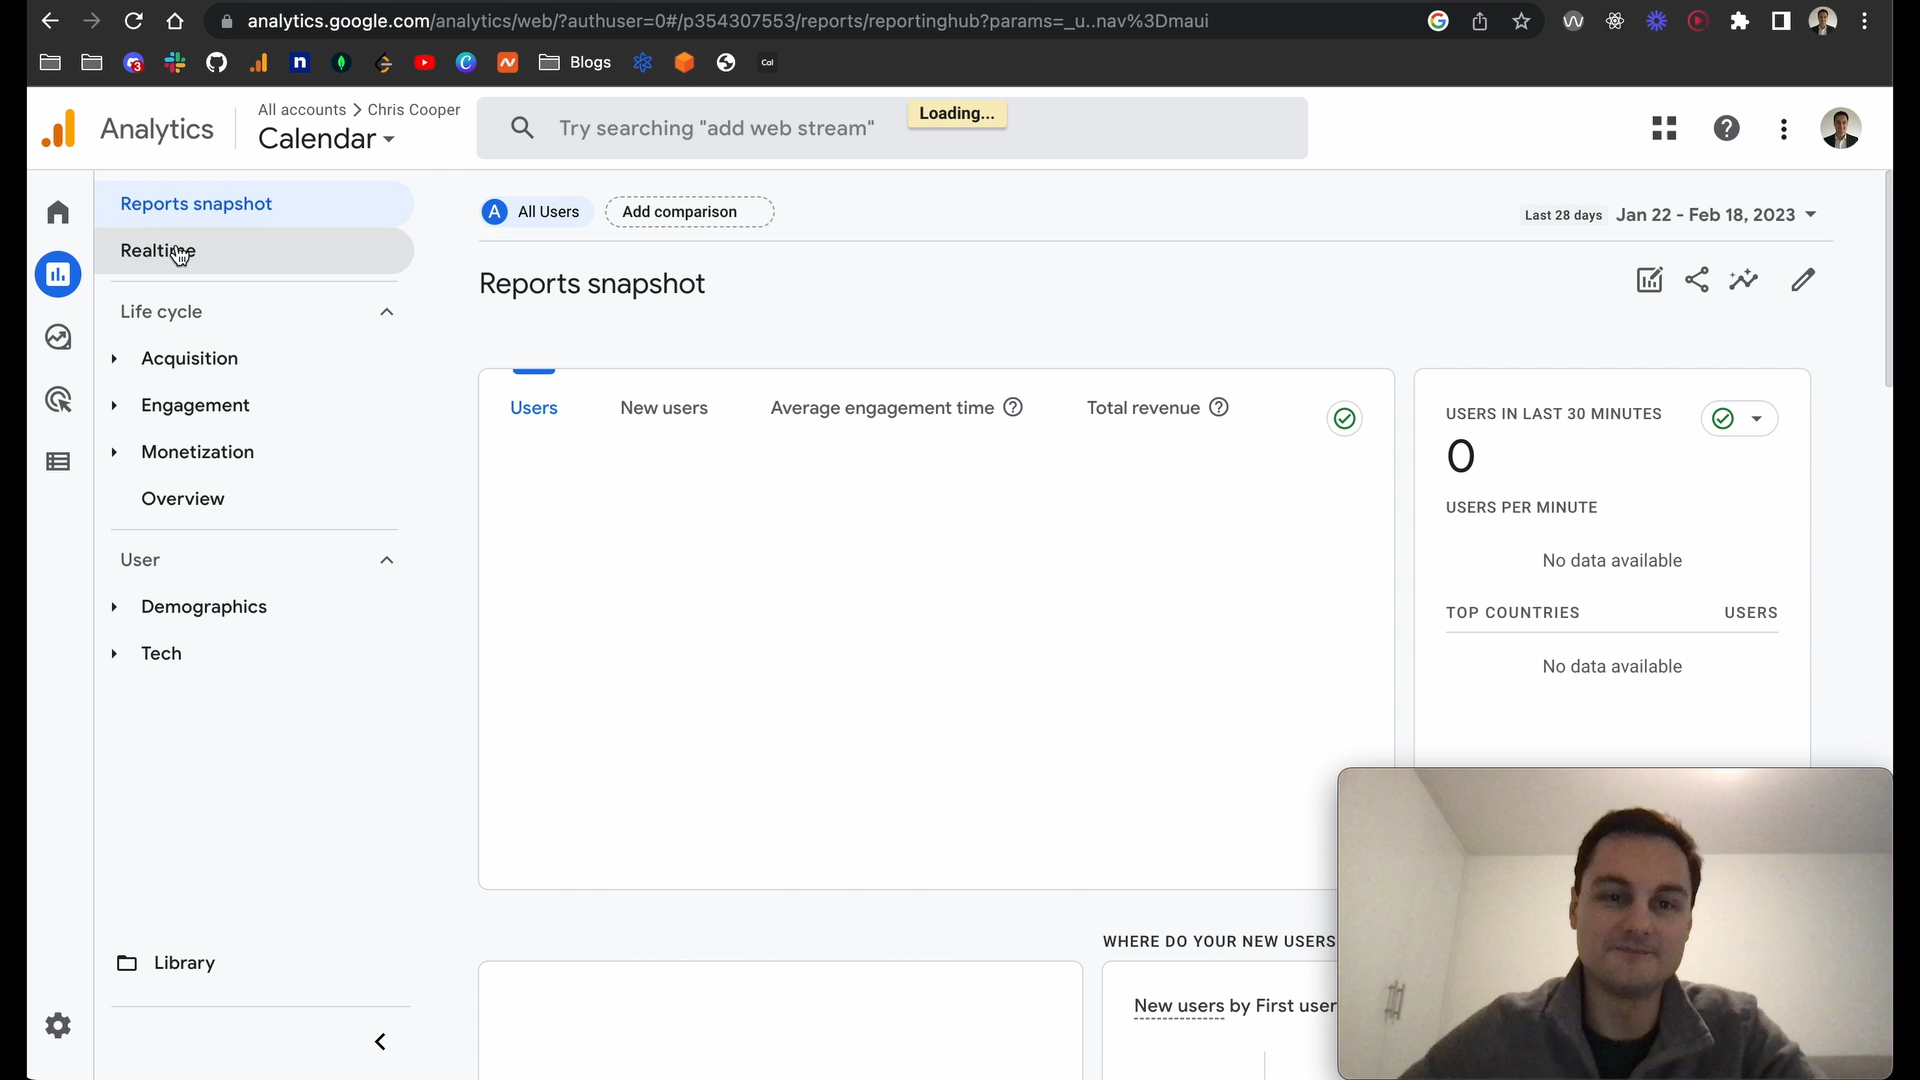 analytics.google.com/analytics/web/?authuser=0#/p354307553/reports/reportinghub?params=_u..nav%3Dmaui
3
n
Blogs
Cal
Analytics
All accounts > Chris Cooper
Calendar
Try searching "add web stream"
Loading...
Reports snapshot
Realtime
Life cycle
Acquisition
Engagement
Monetization
Overview
User
Demographics
Tech
Library
A All Users
Add comparison
Last 28 days Jan 22 - Feb 18, 2023
Reports snapshot
Users
New users
Average engagement time
Total revenue
USERS IN LAST 30 MINUTES
0
USERS PER MINUTE
No data available
TOP COUNTRIES USERS
No data available
WHERE DO YOUR NEW USERS
New users by First user